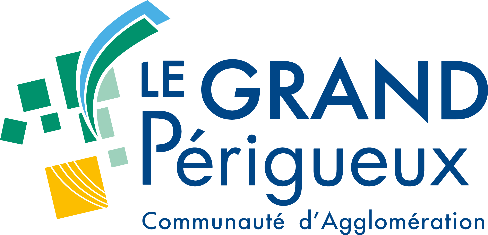 LE GRAND
Périgueux
Communauté d'Agglomération